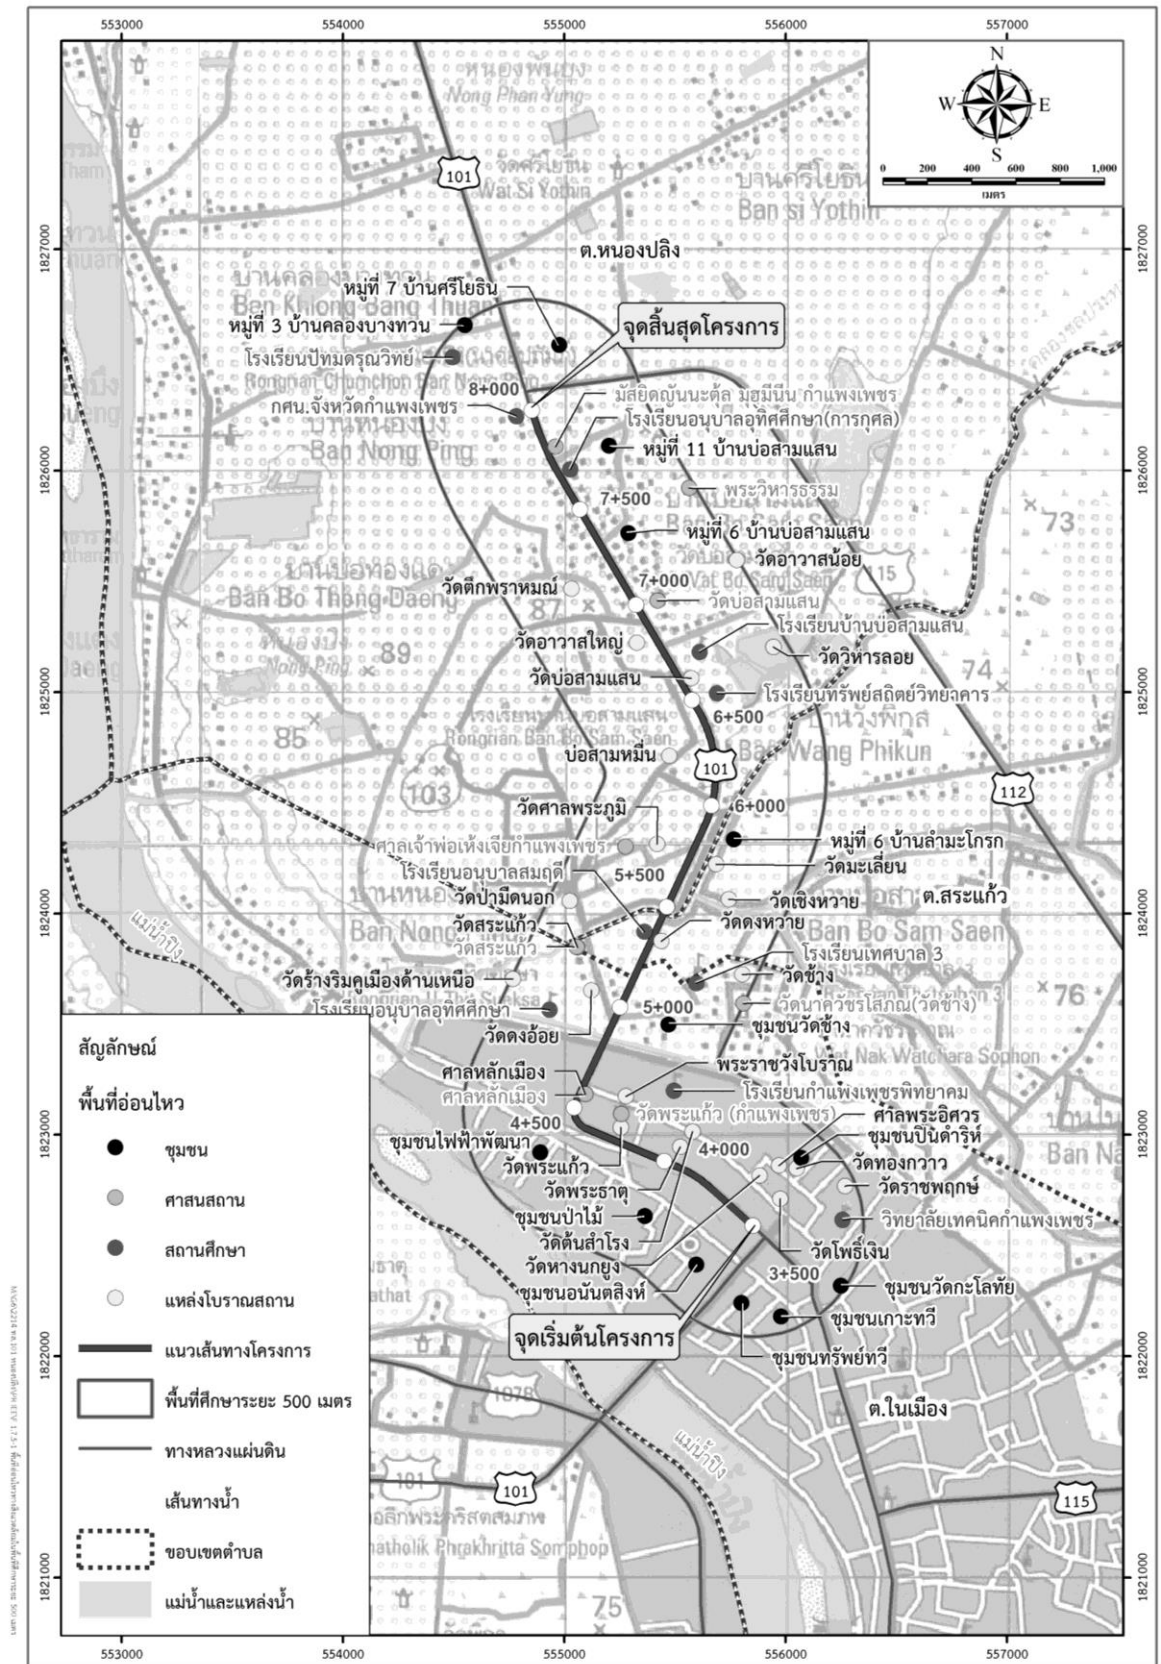 553000
554000
555000
556000
557000
N
W
E
S
0 200 400 600 800 1,000
เมตร
หนองพันยุง
Nong Phan Yung
วัดศรีโยธิน
Wat Si Yothin
บ้านศรีโยธิน
Ban si Yothin
101
1827000
1827000
ต.หนองปลิง
หมู่ที่ 7 บ้านศรีโยธิน
Ban Khlong Bang Thuan
จุดสิ้นสุดโครงการ
หมู่ที่ 3 บ้านคลองบางทวน
โรงเรียนปัทมดรุณวิทย์
8+000
มัสยิดญันนะตุ้ล มุฮ์มีนีน กำแพงเพชร
กศน.จังหวัดกำแพงเพชร
โรงเรียนอนุบาลอุทิศศึกษา(การกุศล)
Ban Nong Ping
หมู่ที่ 11 บ้านบ่อสามแสน
1826000
1826000
7+500
พระวิหารธรรม
73
หมู่ที่ 6 บ้านบ่อสามแสน
วัดอาวาสน้อย
Wat Bo Sam Saen
115
7+000
วัดตึกพราหมณ์
บ้านบ่อทองแดง
Ban Bo Thong Daeng
87
วัดบ่อสามแสน
โรงเรียนบ้านบ่อสามแสน
วัดอาวาสใหญ่
วัดวิหารลอย
หนองปิง
Nong Ping
89
74
วัดบ่อสามแสน
โรงเรียนทรัพย์สถิตย์วิทยาคาร
1825000
1825000
6+500
โรงเรียนบ้านบ่อสามแสน
Rongrian Ban Bo Sam Saen
บ้านวังพิกุล
Ban Wang Phikun
85
บ่อสามหมื่น
101
103
112
6+000
วัดศาลพระภูมิ
ศาลเจ้าพ่อเห้งเจียกำแพงเพชร
หมู่ที่ 6 บ้านลำมะโกรก
วัดมะเลี่ยน
โรงเรียนอนุบาลสมฤดี
5+500
วัดป่ามืดนอก
วัดเชิงหวาย
ต.สระแก้ว
1824000
1824000
แม่น้ำปิง
วัดสระแก้ว
วัดสระแก้ว
วัดดงหวาย
Ban Bo Sam Saen
โรงเรียนเทศบาล 3
วัดร้างริมคูเมืองด้านเหนือ
วัดช้าง
76
โรงเรียนอนุบาลอุทิศศึกษา
5+000
วัดนาควัชรโสภณ(วัดช้าง)
วัดดงอ้อย
ชุมชนวัดช้าง
Wat Nak Watchara Sophon
ศาลหลักเมือง
พระราชวังโบราณ
ศาลหลักเมือง
โรงเรียนกำแพงเพชรพิทยาคม
วัดพระแก้ว (กำแพงเพชร)
ศาลพระอิศวร
1823000
1823000
4+500
4+000
ชุมชนปิ่นดำริห์
ชุมชนไฟฟ้าพัฒนา
วัดพระแก้ว
วัดทองกวาว
วัดพระธาตุ
วัดราชพฤกษ์
ชุมชนป่าไม้
วิทยาลัยเทคนิคกำแพงเพชร
วัดต้นสำโรง
วัดโพธิ์เงิน
วัดหางนกยูง
3+500
ชุมชนอนันตสิงห์
ชุมชนวัดกะโลทัย
จุดเริ่มต้นโครงการ
ชุมชนเกาะทวี
ชุมชนทรัพย์ทวี
1822000
1822000
1078
ต.ในเมือง
แม่น้ำปิง
101
101
115
75
1821000
1821000
สัญลักษณ์
พื้นที่อ่อนไหว
ชุมชน
ศาสนสถาน
สถานศึกษา
แหล่งโบราณสถาน
แนวเส้นทางโครงการ
พื้นที่ศึกษาระยะ 500 เมตร
ทางหลวงแผ่นดิน
เส้นทางน้ำ
ขอบเขตตำบล
แม่น้ำและแหล่งน้ำ
553000
554000
555000
556000
557000